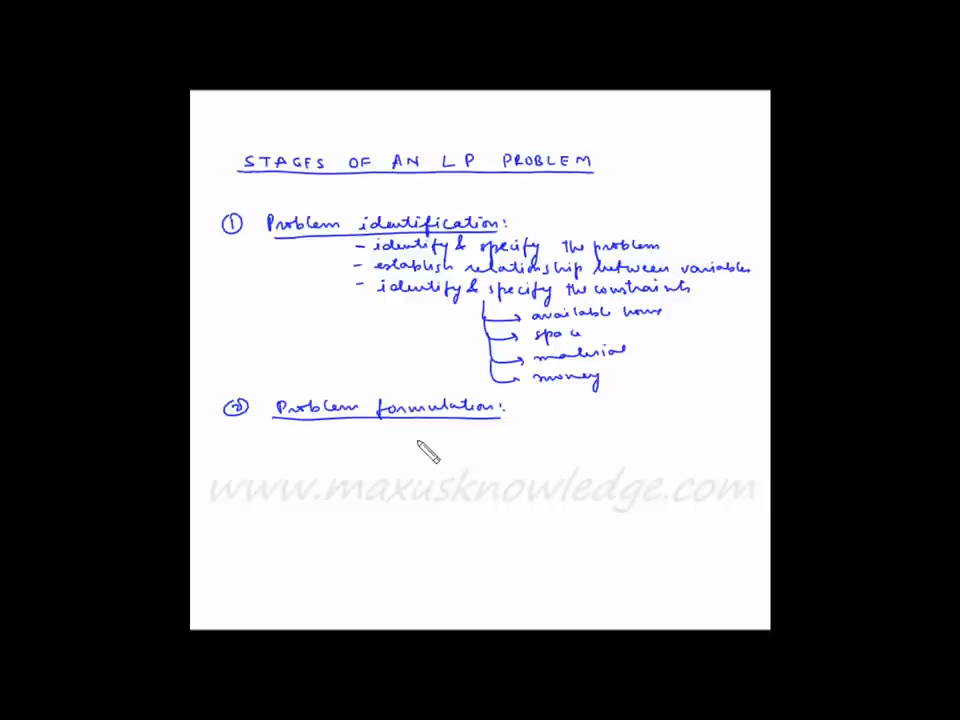 STAGES OF AN LP PROBLEM
① Problem identification:
- identify & specify the problem
- establish relationship between variables
- identify & specify the constraints
→ available hours
→ space
→ material
→ money
② Problem formulation:
www.maxusknowledge.com